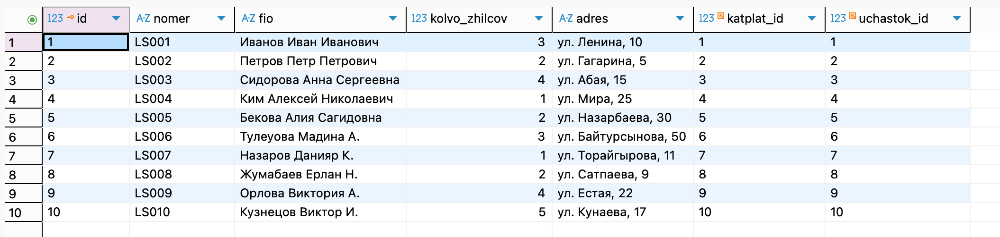 123 id A-Z nomer A-Z fio 123 kolvo_zhilcov A-Z adres 123 katplat_id 123 uchastok_id
1 1 LS001 Иванов Иван Иванович 3 ул. Ленина, 10 1 1
2 2 LS002 Петров Петр Петрович 2 ул. Гагарина, 5 2 2
3 3 LS003 Сидорова Анна Сергеевна 4 ул. Абая, 15 3 3
4 4 LS004 Ким Алексей Николаевич 1 ул. Мира, 25 4 4
5 5 LS005 Бекова Алия Сагидовна 2 ул. Назарбаева, 30 5 5
6 6 LS006 Тулеуова Мадина А. 3 ул. Байтурсынова, 50 6 6
7 7 LS007 Назаров Данияр К. 1 ул. Торайгырова, 11 7 7
8 8 LS008 Жумабаев Ерлан Н. 2 ул. Сатпаева, 9 8 8
9 9 LS009 Орлова Виктория А. 4 ул. Естая, 22 9 9
10 10 LS010 Кузнецов Виктор И. 5 ул. Кунаева, 17 10 10